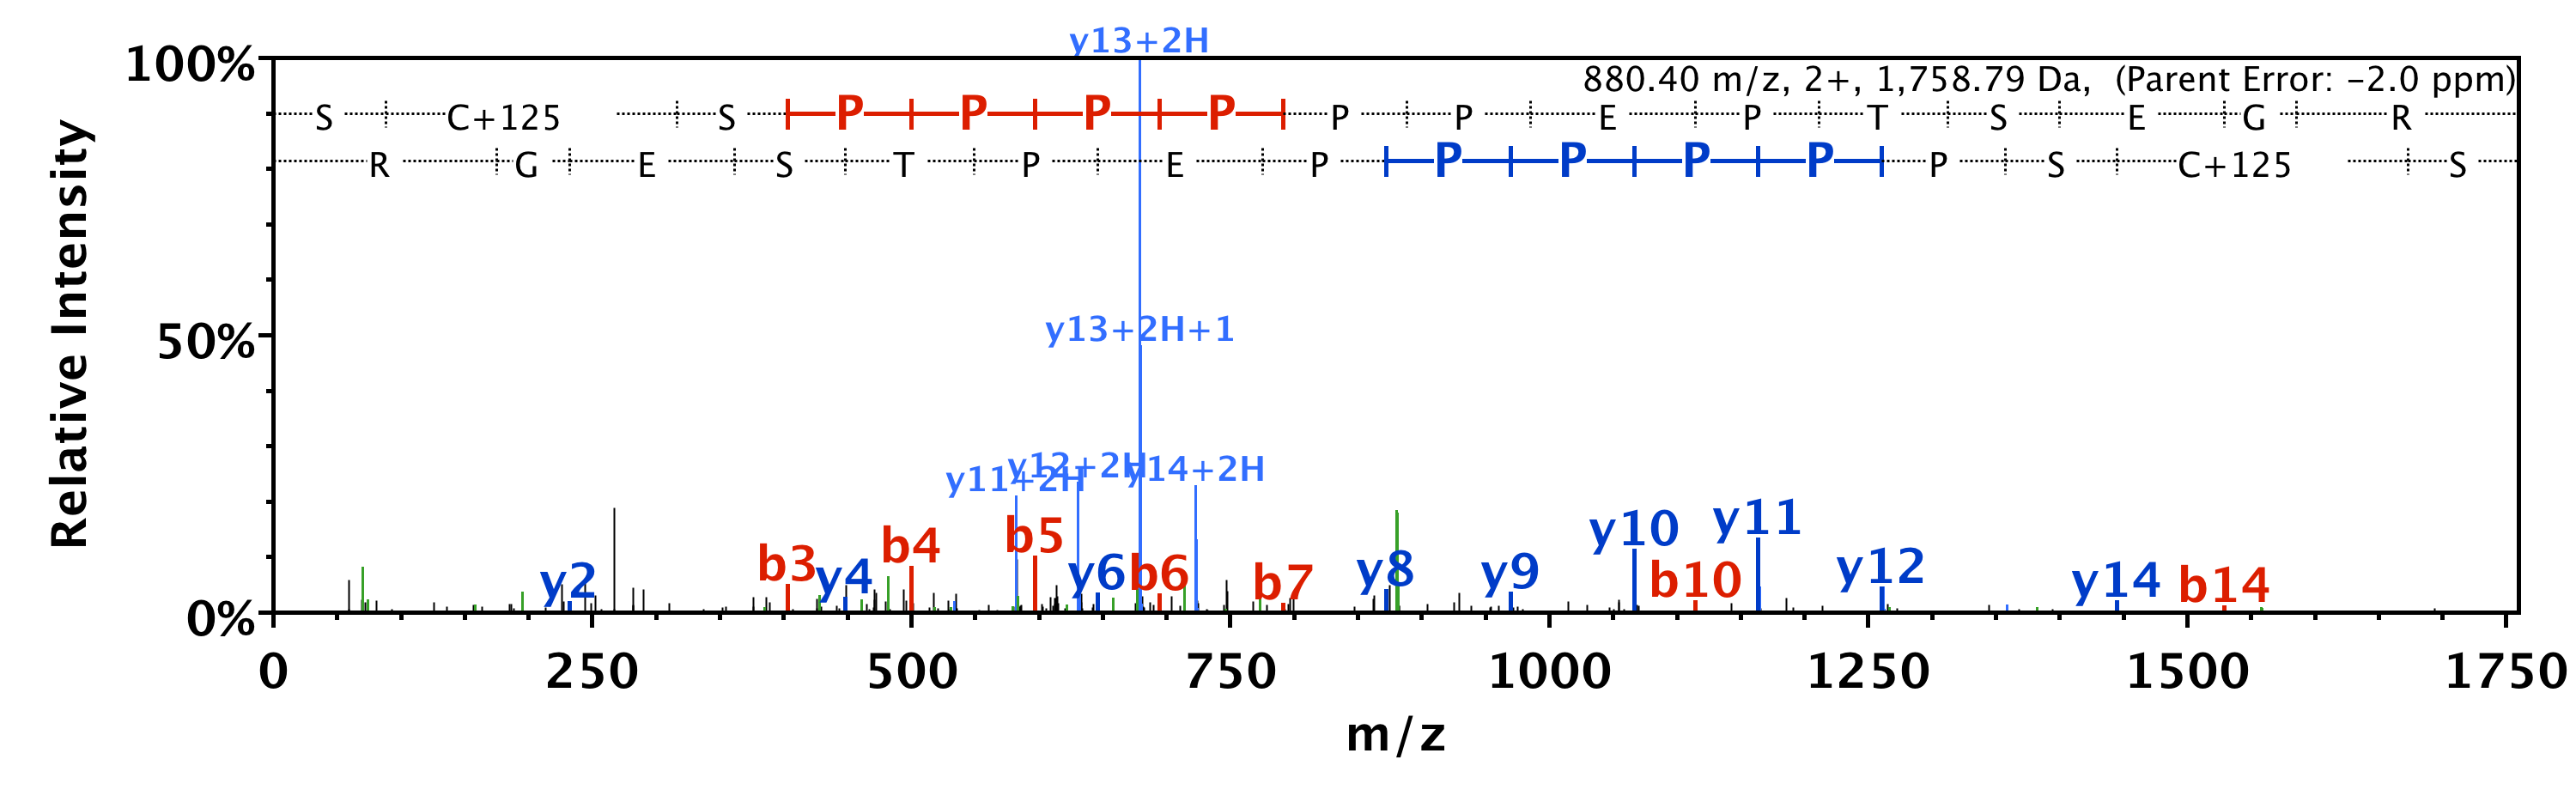 y13+2H
100%
880.40 m/z, 2+, 1,758.79 Da, (Parent Error: −2.0 ppm)
S C+125 S P P P P P P E P T S E G R
R G E S T P E P P P P P P S C+125 S
50%
y13+2H+1
y12+2H y14+2H
y11+2H
y11
y10
b5
b4
b3 y4 y6 b6 b7 y8 y9 b10 y12 y14 b14
y2
0%
0 250 500 750 1000 1250 1500 1750
m/z
Relative Intensity